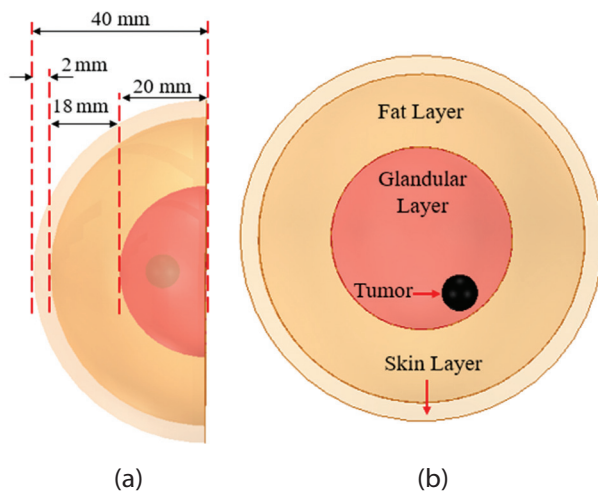 40 mm
2 mm
20 mm
18 mm
Fat Layer
Glandular
Layer
Tumor
Skin Layer
(a)
(b)